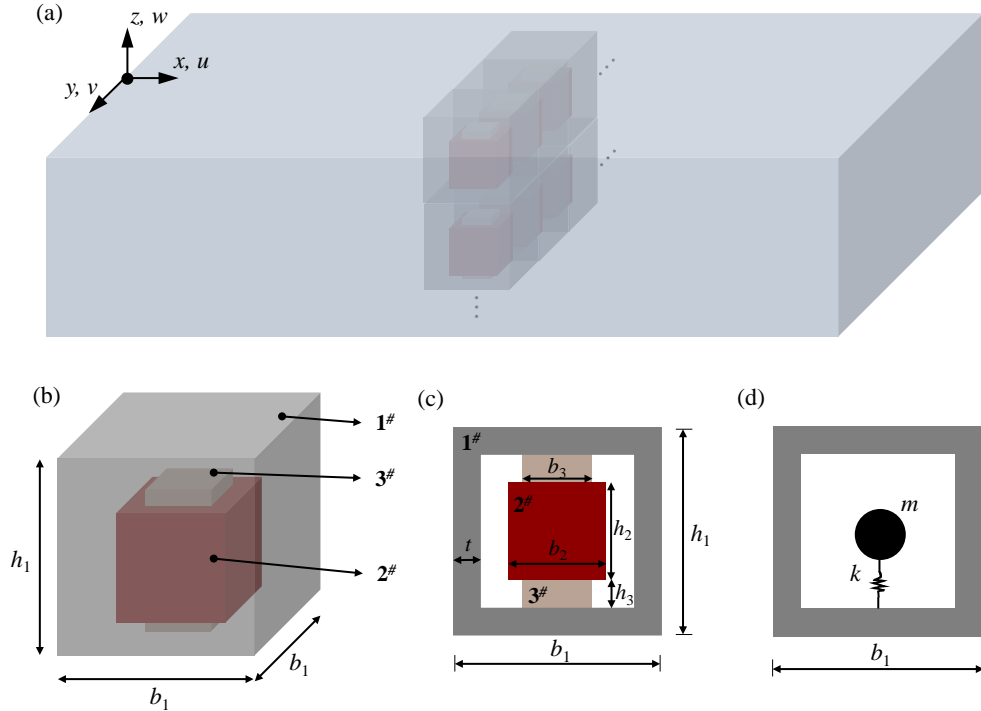 (a)
z, w
x, u
y, v
(b)
1#
3#
h1
2#
b1
b1
(c)
1#
b3
2#
h2
h1
t
b2
3#
h3
b1
(d)
m
k
b1